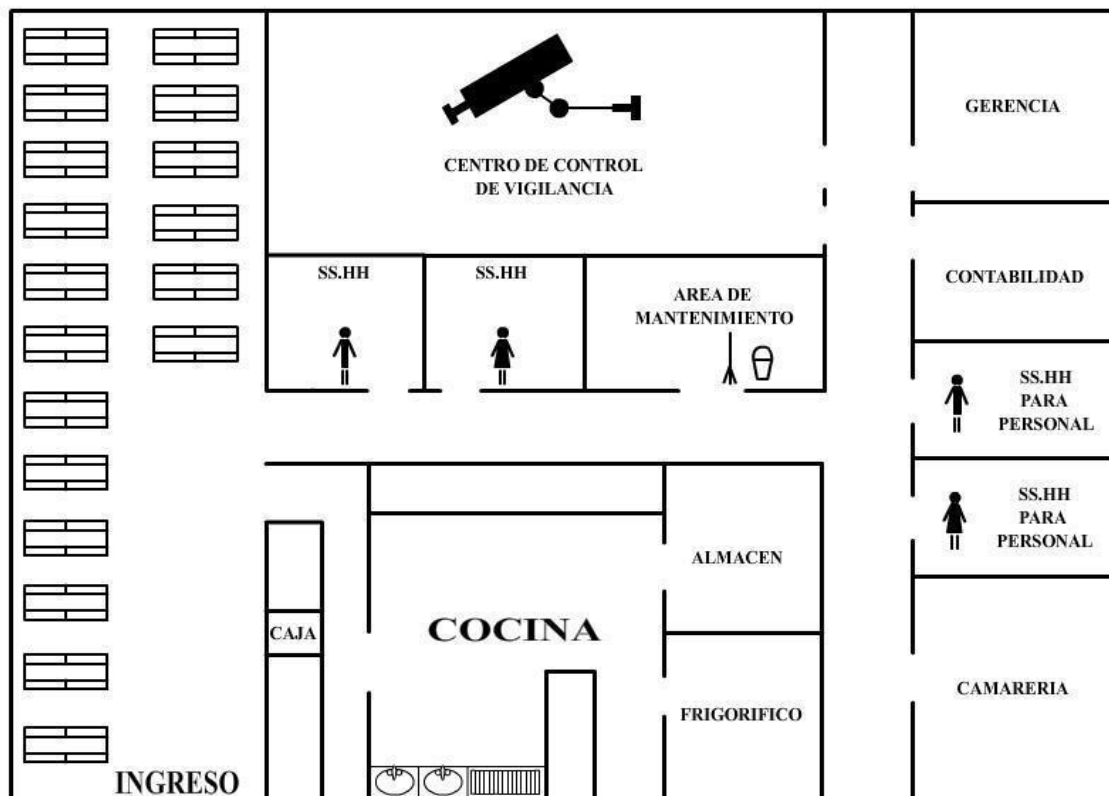 CENTRO DE CONTROL
DE VIGILANCIA
GERENCIA
SS.HH
SS.HH
AREA DE
MANTENIMIENTO
CONTABILIDAD
SS.HH
PARA
PERSONAL
SS.HH
PARA
PERSONAL
ALMACEN
CAJA
COCINA
FRIGORIFICO
CAMARERIA
INGRESO